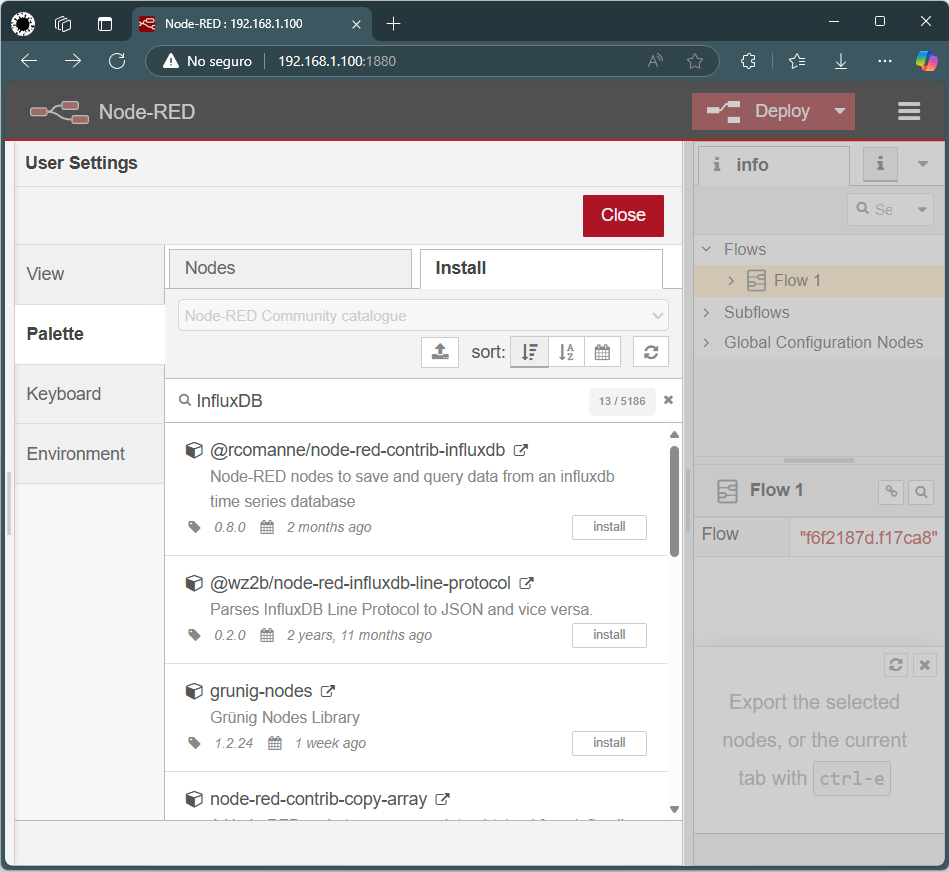 Node-RED : 192.168.1.100
No seguro
192.168.1.100:1880
Node-RED
Deploy
User Settings
Close
View
Palette
Keyboard
Environment
Nodes
Install
Node-RED Community catalogue
sort:
InfluxDB
13 / 5186
@rcomanne/node-red-contrib-influxdb
Node-RED nodes to save and query data from an influxdb
time series database
0.8.0
2 months ago
install
@wz2b/node-red-influxdb-line-protocol
Parses InfluxDB Line Protocol to JSON and vice versa.
0.2.0
2 years, 11 months ago
install
grunig-nodes
Grünig Nodes Library
1.2.24
1 week ago
install
node-red-contrib-copy-array
info
Se
Flows
Flow 1
Subflows
Global Configuration Nodes
Flow 1
Flow
"f6f2187d.f17ca8"
Export the selected
nodes, or the current
tab with ctrl-e